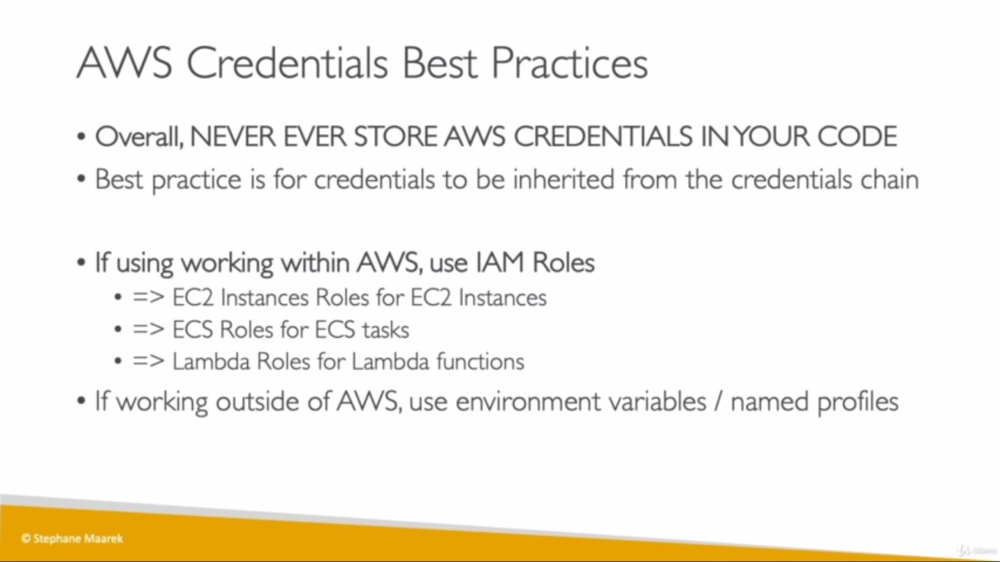 AWS Credentials Best Practices
• Overall, NEVER EVER STORE AWS CREDENTIALS IN YOUR CODE
• Best practice is for credentials to be inherited from the credentials chain
• If using working within AWS, use IAM Roles
• => EC2 Instances Roles for EC2 Instances
• => ECS Roles for ECS tasks
• => Lambda Roles for Lambda functions
• If working outside of AWS, use environment variables / named profiles
© Stephane Maarek
Udemy